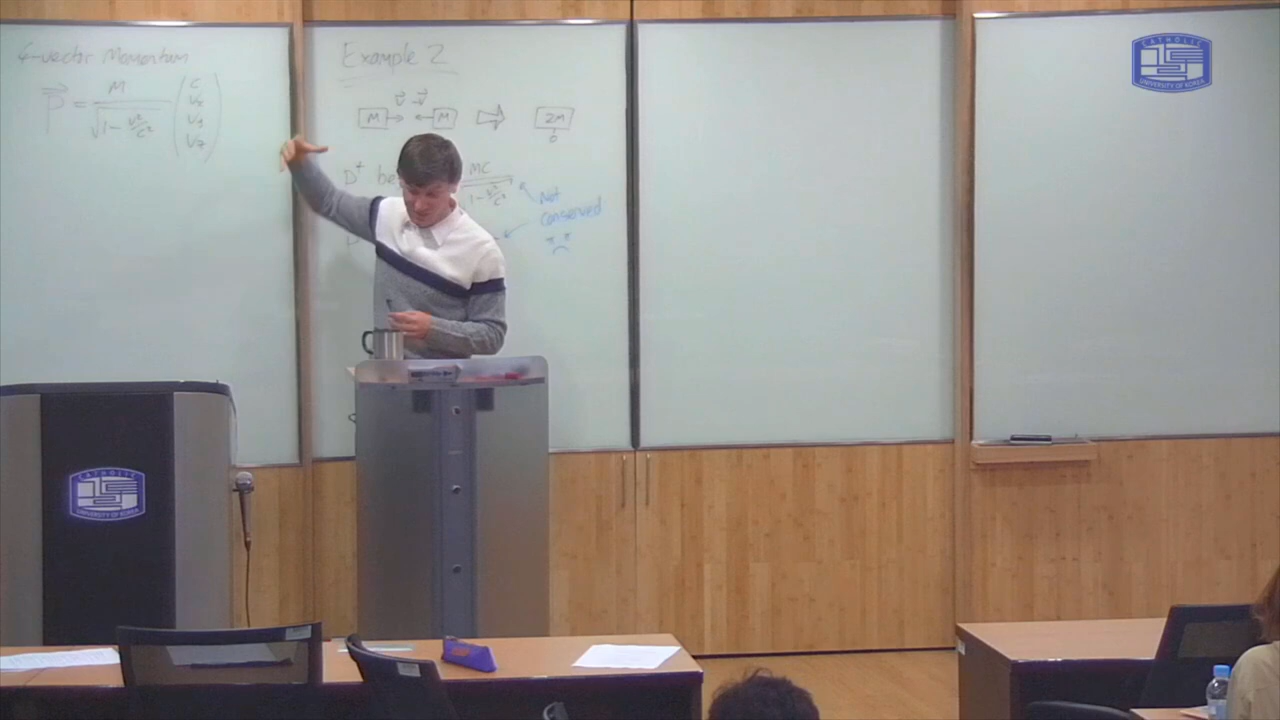 4-vector Momentum
P = M / √(1 - v²/c²) (C
Vx
Vy
Vz)
Example 2
V -V
M M 2M
0
MC
1 - v²/c²
Not
Conserved
CATHOLIC
UNIVERSITY OF KOREA
CATHOLIC
UNIVERSITY OF KOREA